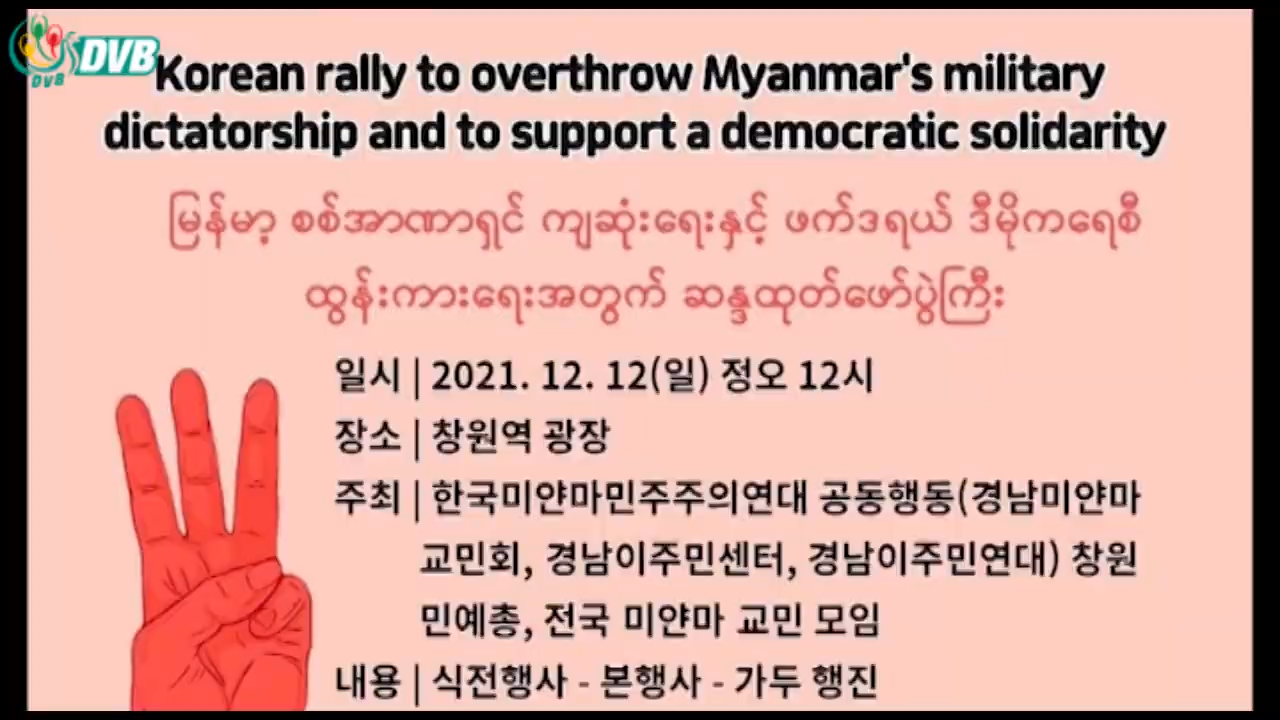 DVB
DVB
Korean rally to overthrow Myanmar's military
dictatorship and to support a democratic solidarity
မြန်မာ့ စစ်အာဏာရှင် ကျဆုံးရေးနှင့် ဖက်ဒရယ် ဒီမိုကရေစီ
ထွန်းကားရေးအတွက် ဆန္ဒထုတ်ဖော်ပွဲကြီး
일시 | 2021. 12. 12(일) 정오 12시
장소 | 창원역 광장
주최 | 한국미얀마민주주의연대 공동행동(경남미얀마
교민회, 경남이주민센터, 경남이주민연대) 창원
민예총, 전국 미얀마 교민 모임
내용 | 식전행사 - 본행사 - 가두 행진